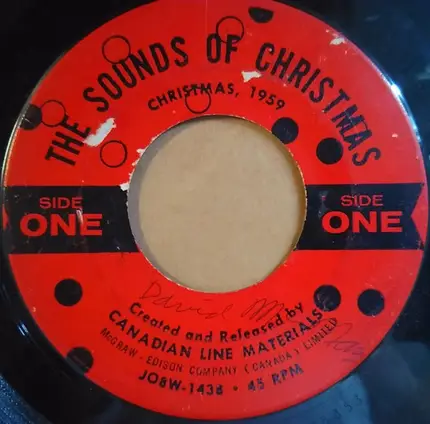 THE SOUNDS OF CHRISTMAS
CHRISTMAS, 1959
SIDE ONE
SIDE ONE
David
Created and Released by
CANADIAN LINE MATERIALS
McGRAW-EDISON COMPANY (CANADA) LIMITED
JO8W-1438 • 45 RPM